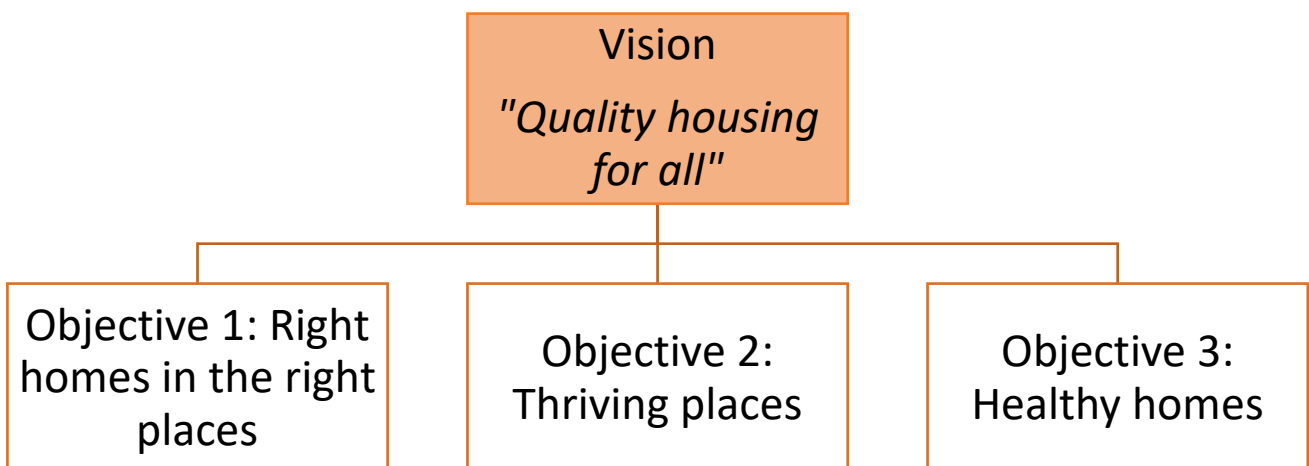 Vision
"Quality housing
for all"
Objective 1: Right
homes in the right
places
Objective 2:
Thriving places
Objective 3:
Healthy homes